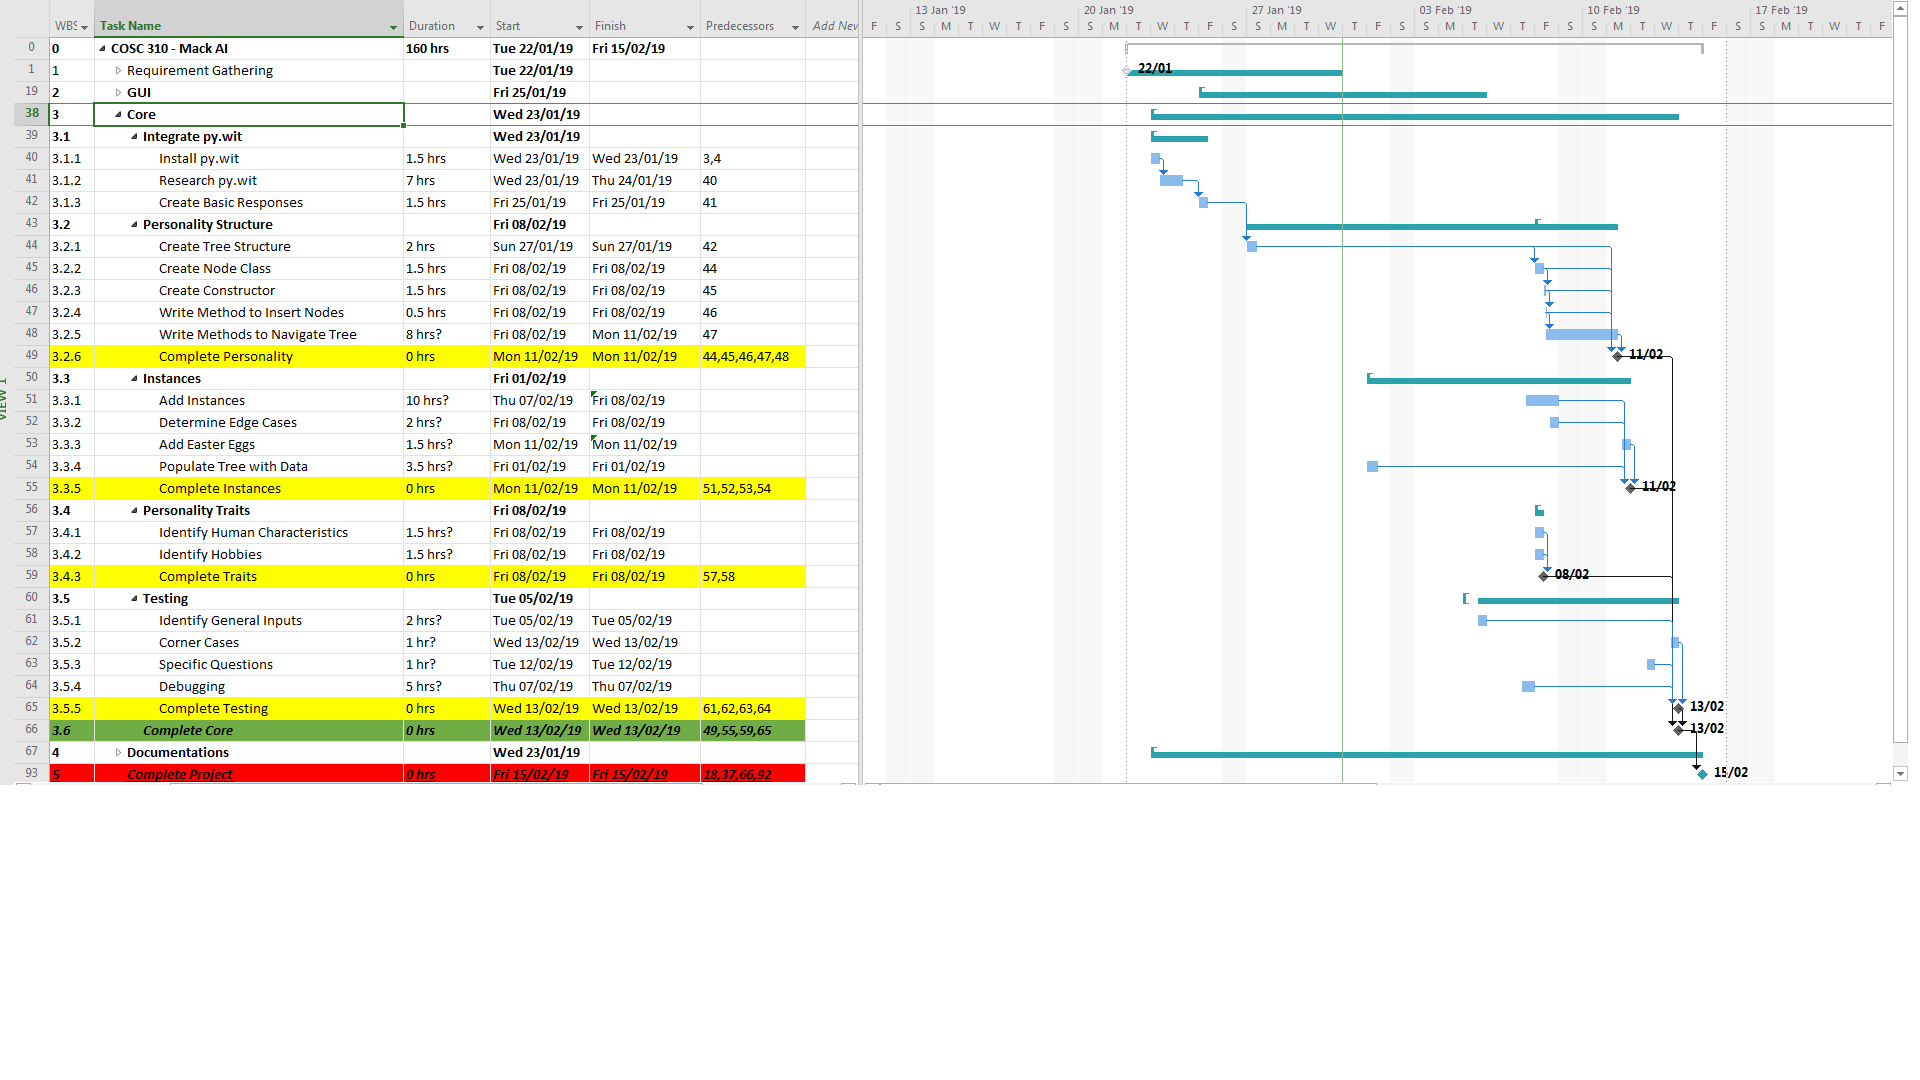 13 Jan '19 20 Jan '19 27 Jan '19 03 Feb '19 10 Feb '19 17 Feb '19
WBS Task Name Duration Start Finish Predecessors Add New F S S M T W T F S S M T W T F S S M T W T F S S M T W T F S S M T W T F S S M T W T F
0 0 COSC 310 - Mack AI 160 hrs Tue 22/01/19 Fri 15/02/19
1 1 Requirement Gathering Tue 22/01/19 22/01
19 2 GUI Fri 25/01/19
38 3 Core Wed 23/01/19
39 3.1 Integrate py.wit Wed 23/01/19
40 3.1.1 Install py.wit 1.5 hrs Wed 23/01/19 Wed 23/01/19 3,4
41 3.1.2 Research py.wit 7 hrs Wed 23/01/19 Thu 24/01/19 40
42 3.1.3 Create Basic Responses 1.5 hrs Fri 25/01/19 Fri 25/01/19 41
43 3.2 Personality Structure Fri 08/02/19
44 3.2.1 Create Tree Structure 2 hrs Sun 27/01/19 Sun 27/01/19 42
45 3.2.2 Create Node Class 1.5 hrs Fri 08/02/19 Fri 08/02/19 44
46 3.2.3 Create Constructor 1.5 hrs Fri 08/02/19 Fri 08/02/19 45
47 3.2.4 Write Method to Insert Nodes 0.5 hrs Fri 08/02/19 Fri 08/02/19 46
48 3.2.5 Write Methods to Navigate Tree 8 hrs? Fri 08/02/19 Mon 11/02/19 47
49 3.2.6 Complete Personality 0 hrs Mon 11/02/19 Mon 11/02/19 44,45,46,47,48 11/02
50 3.3 Instances Fri 01/02/19
51 3.3.1 Add Instances 10 hrs? Thu 07/02/19 Fri 08/02/19
52 3.3.2 Determine Edge Cases 2 hrs? Fri 08/02/19 Fri 08/02/19
53 3.3.3 Add Easter Eggs 1.5 hrs? Mon 11/02/19 Mon 11/02/19
54 3.3.4 Populate Tree with Data 3.5 hrs? Fri 01/02/19 Fri 01/02/19
55 3.3.5 Complete Instances 0 hrs Mon 11/02/19 Mon 11/02/19 51,52,53,54 11/02
56 3.4 Personality Traits Fri 08/02/19
57 3.4.1 Identify Human Characteristics 1.5 hrs? Fri 08/02/19 Fri 08/02/19
58 3.4.2 Identify Hobbies 1.5 hrs? Fri 08/02/19 Fri 08/02/19
59 3.4.3 Complete Traits 0 hrs Fri 08/02/19 Fri 08/02/19 57,58 08/02
60 3.5 Testing Tue 05/02/19
61 3.5.1 Identify General Inputs 2 hrs? Tue 05/02/19 Tue 05/02/19
62 3.5.2 Corner Cases 1 hr? Wed 13/02/19 Wed 13/02/19
63 3.5.3 Specific Questions 1 hr? Tue 12/02/19 Tue 12/02/19
64 3.5.4 Debugging 5 hrs? Thu 07/02/19 Thu 07/02/19
65 3.5.5 Complete Testing 0 hrs Wed 13/02/19 Wed 13/02/19 61,62,63,64 13/02
66 3.6 Complete Core 0 hrs Wed 13/02/19 Wed 13/02/19 49,55,59,65 13/02
67 4 Documentations Wed 23/01/19
93 5 Complete Project 0 hrs Fri 15/02/19 Fri 15/02/19 18,37,66,92 15/02